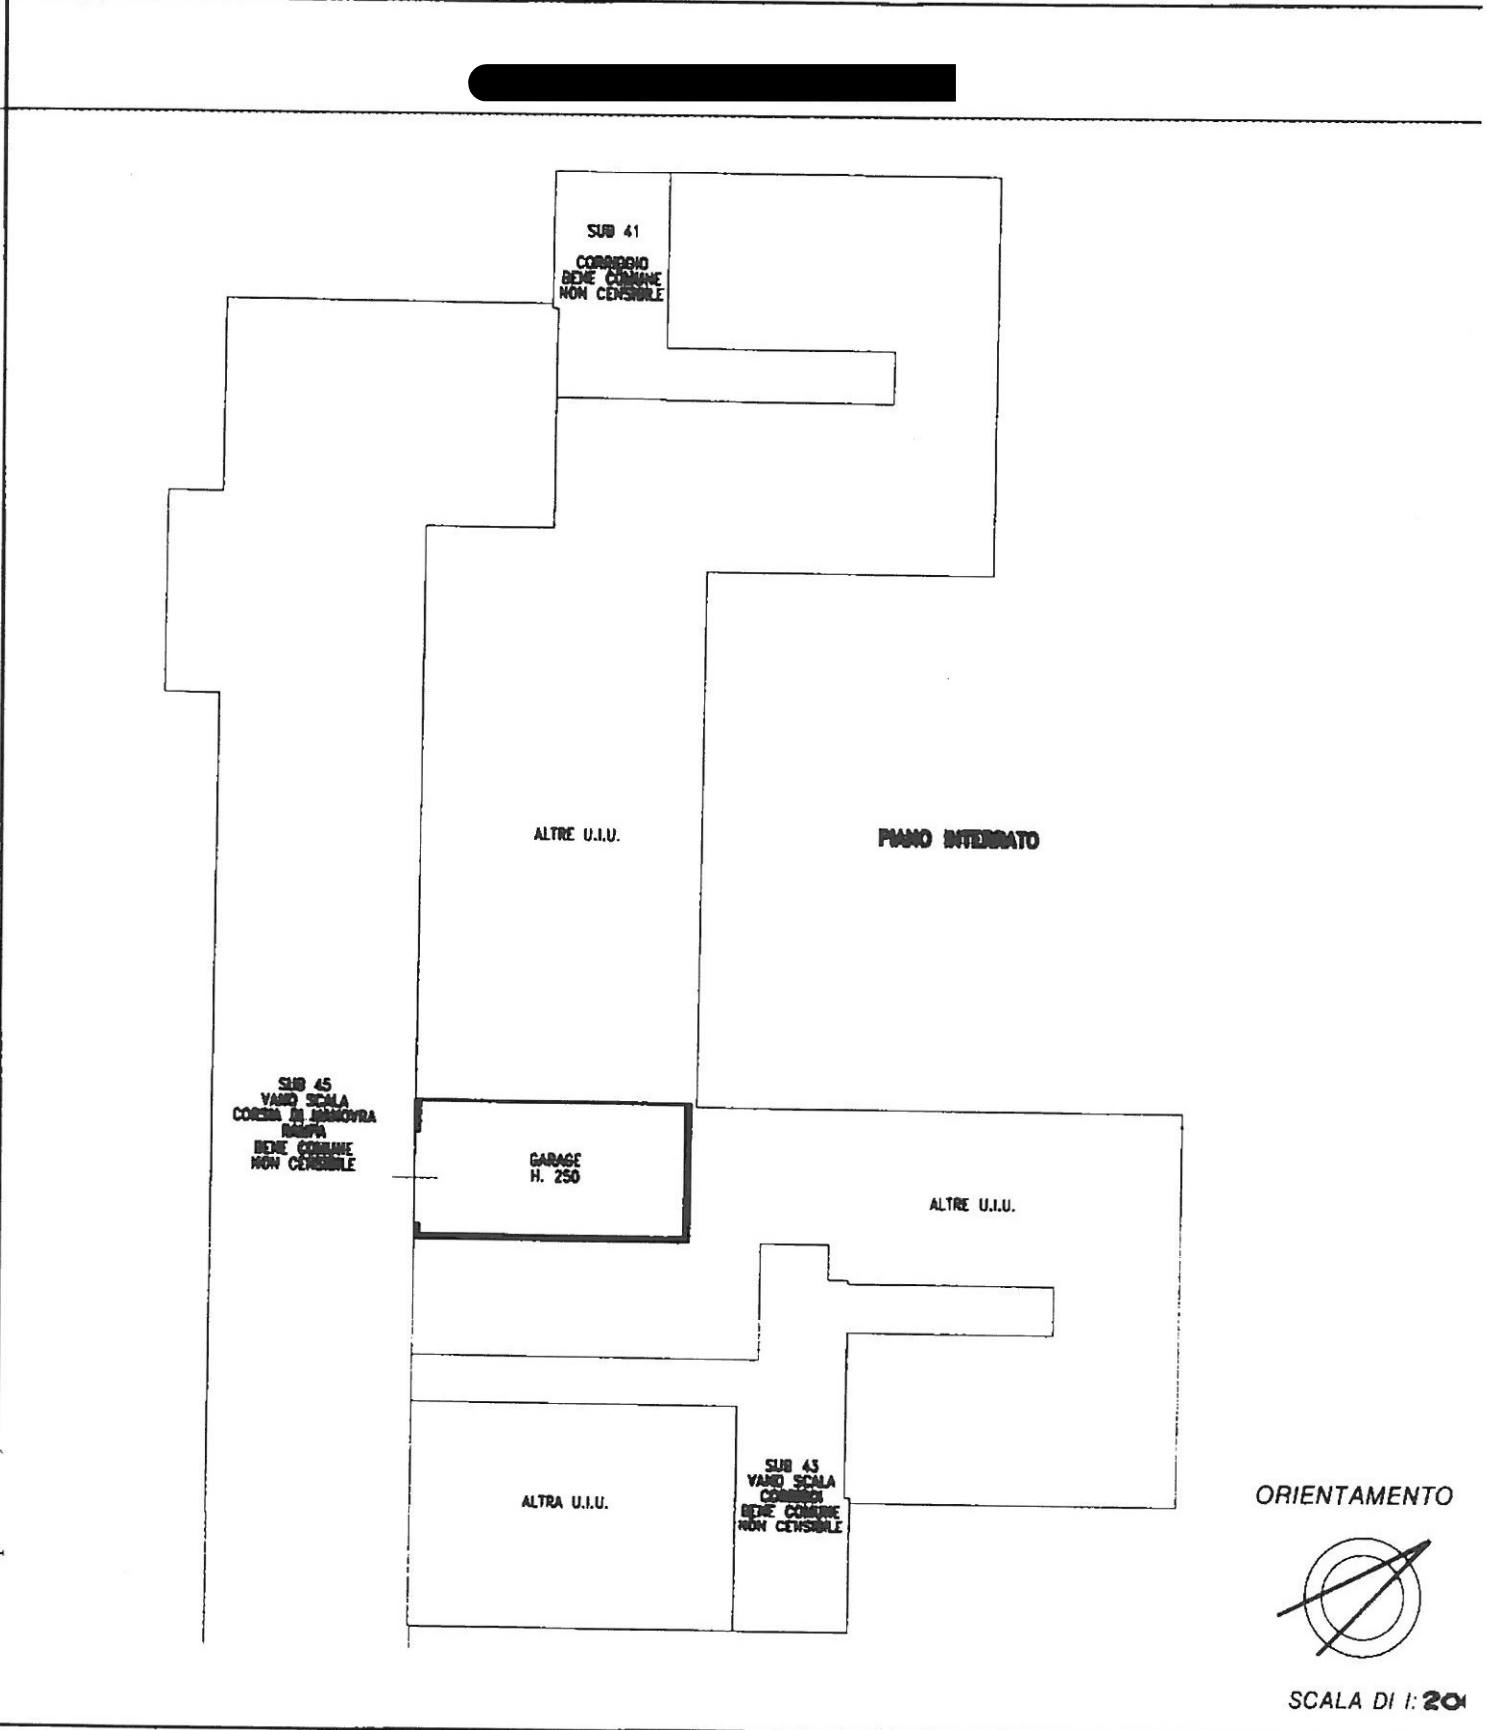 SUB 41
CORRIDOIO
BENE COMUNE
NON CENSIBILE
ALTRE U.I.U.
PIANO INTERRATO
SUB 45
VANO SCALA
CORSIA DI MANOVRA
RAMPA
BENE COMUNE
NON CENSIBILE
GARAGE
H. 250
ALTRE U.I.U.
SUB 43
VANO SCALA
CORRIDOI
BENE COMUNE
NON CENSIBILE
ALTRA U.I.U.
ORIENTAMENTO
SCALA DI I: